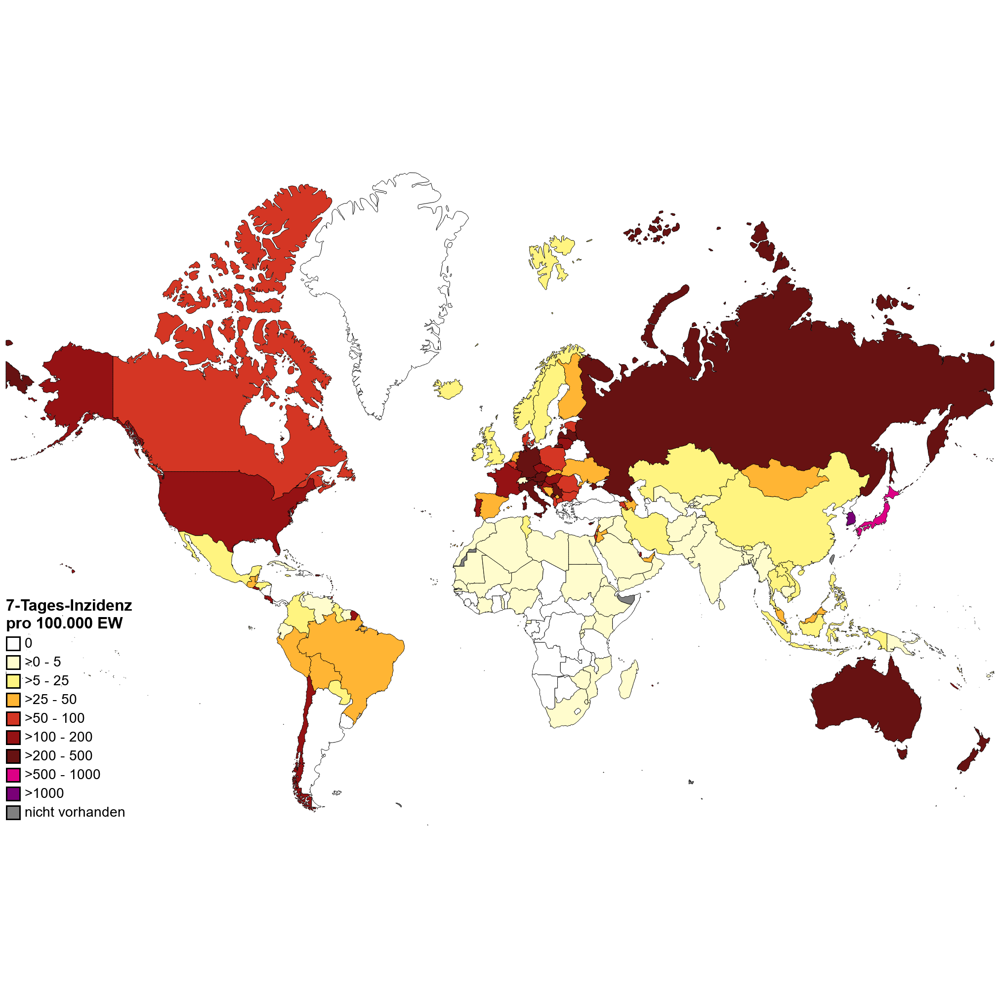 7-Tages-Inzidenz
pro 100.000 EW
0
>0 - 5
>5 - 25
>25 - 50
>50 - 100
>100 - 200
>200 - 500
>500 - 1000
>1000
nicht vorhanden